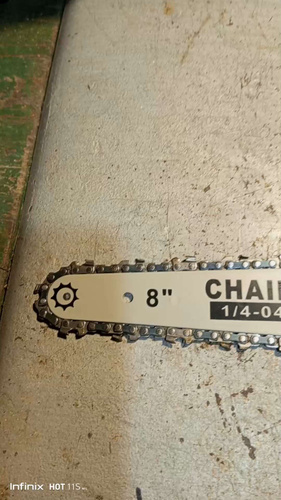 8"
CHAI
1/4-04
Infinix HOT 11S